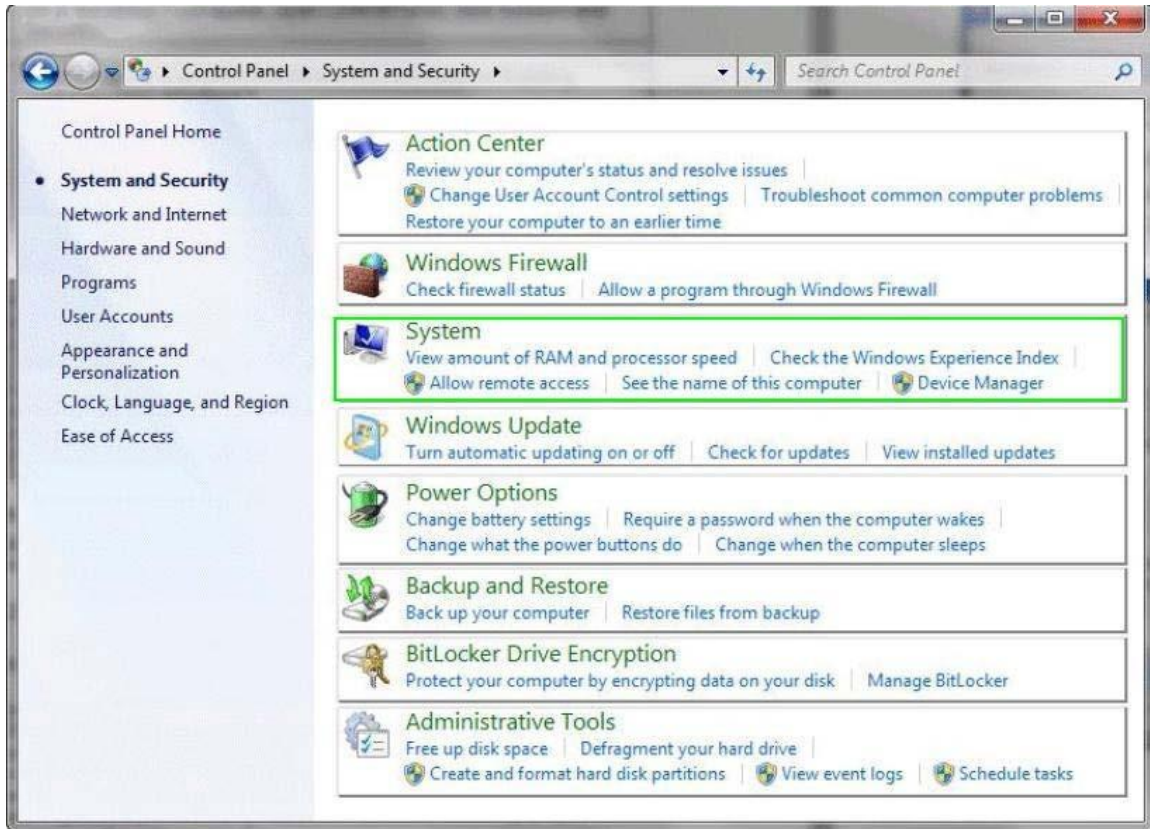 Control Panel System and Security Search Control Panel
Control Panel Home
System and Security
Network and Internet
Hardware and Sound
Programs
User Accounts
Appearance and
Personalization
Clock, Language, and Region
Ease of Access
Action Center
Review your computer's status and resolve issues
Change User Account Control settings Troubleshoot common computer problems
Restore your computer to an earlier time
Windows Firewall
Check firewall status Allow a program through Windows Firewall
System
View amount of RAM and processor speed Check the Windows Experience Index
Allow remote access See the name of this computer Device Manager
Windows Update
Turn automatic updating on or off Check for updates View installed updates
Power Options
Change battery settings Require a password when the computer wakes
Change what the power buttons do Change when the computer sleeps
Backup and Restore
Back up your computer Restore files from backup
BitLocker Drive Encryption
Protect your computer by encrypting data on your disk Manage BitLocker
Administrative Tools
Free up disk space Defragment your hard drive
Create and format hard disk partitions View event logs Schedule tasks